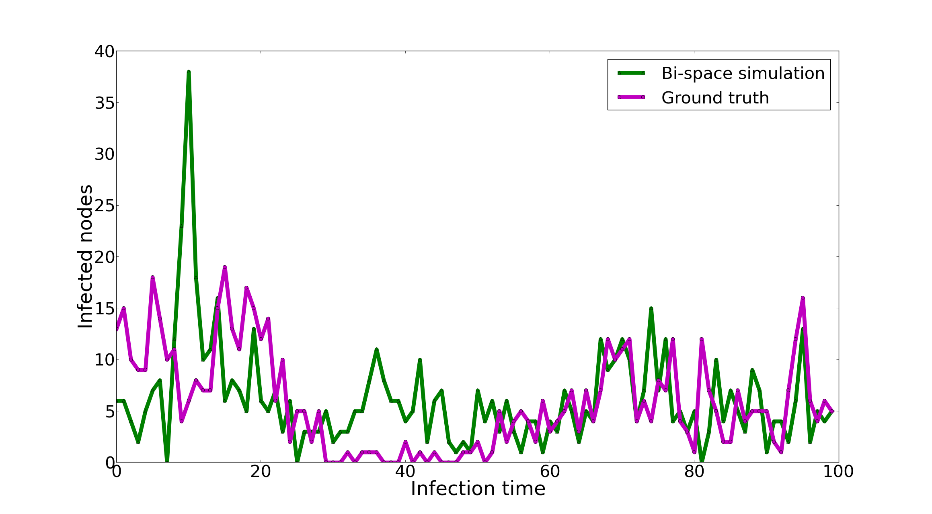 40
35
30
25
20
15
10
5
0
Infected nodes
Bi-space simulation
Ground truth
0 20 40 60 80 100
Infection time